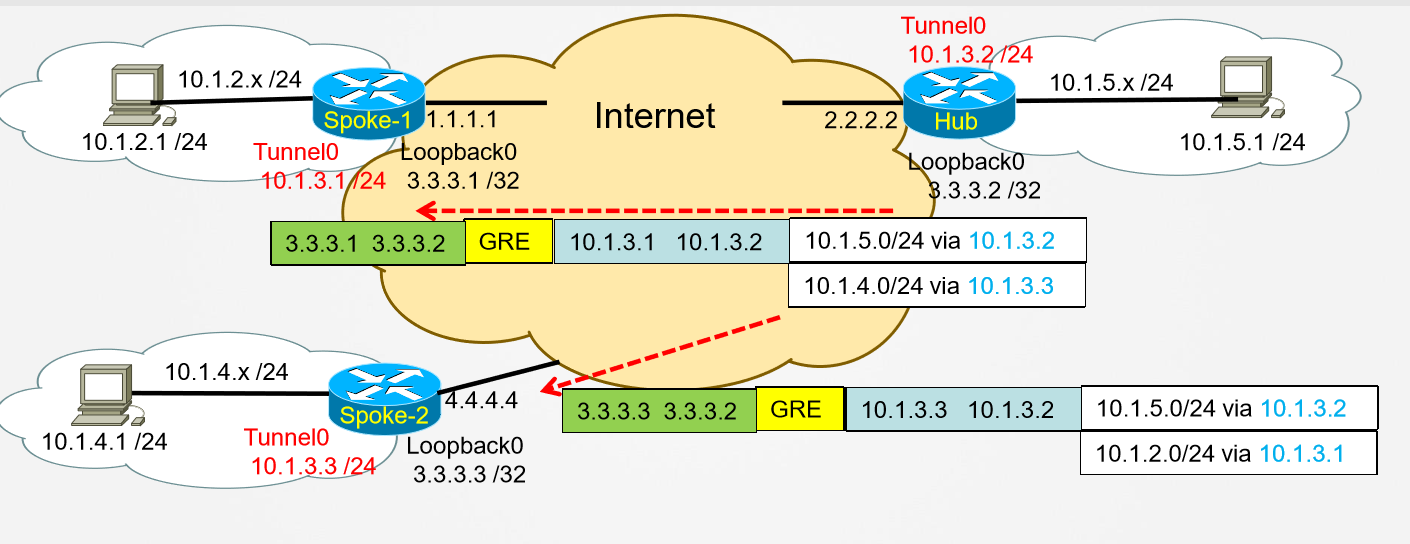 Tunnel0
10.1.3.2 /24
10.1.2.x /24
10.1.5.x /24
Spoke-1
1.1.1.1
Internet
2.2.2.2
Hub
10.1.2.1 /24
10.1.5.1 /24
Tunnel0
10.1.3.1 /24
Loopback0
3.3.3.1 /32
Loopback0
3.3.3.2 /32
3.3.3.1 3.3.3.2 GRE 10.1.3.1 10.1.3.2 10.1.5.0/24 via 10.1.3.2
10.1.4.0/24 via 10.1.3.3
10.1.4.x /24
Spoke-2
4.4.4.4
10.1.4.1 /24
Tunnel0
10.1.3.3 /24
Loopback0
3.3.3.3 /32
3.3.3.3 3.3.3.2 GRE 10.1.3.3 10.1.3.2 10.1.5.0/24 via 10.1.3.2
10.1.2.0/24 via 10.1.3.1